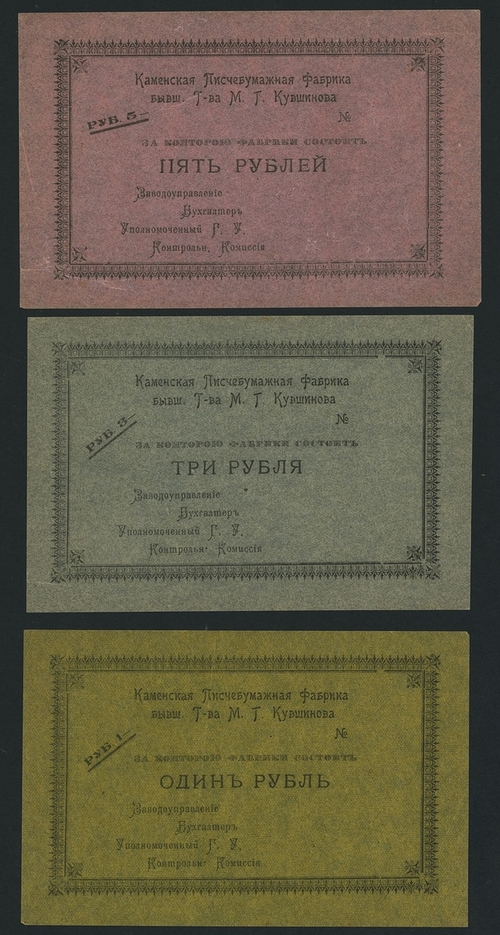 Каменская Писчебумажная Фабрика
бывш. Т-ва М. Г. Кувшинова
№
РУБ. 5-
ЗА КОНТОРОЮ ФАБРИКИ СОСТОИТЪ
ПЯТЬ РУБЛЕЙ
Заводоуправленіе
Бухгалтеръ
Уполномоченный Г. У.
Контрольн. Комиссія
Каменская Писчебумажная Фабрика
бывш. Т-ва М. Г. Кувшинова
№
РУБ. 3-
ЗА КОНТОРОЮ ФАБРИКИ СОСТОИТЪ
ТРИ РУБЛЯ
Заводоуправленіе
Бухгалтеръ
Уполномоченный Г. У.
Контрольн. Комиссія
Каменская Писчебумажная Фабрика
бывш. Т-ва М. Г. Кувшинова
№
РУБ. 1-
ЗА КОНТОРОЮ ФАБРИКИ СОСТОИТЪ
ОДИНЪ РУБЛЬ
Заводоуправленіе
Бухгалтеръ
Уполномоченный Г. У.
Контрольн. Комиссія